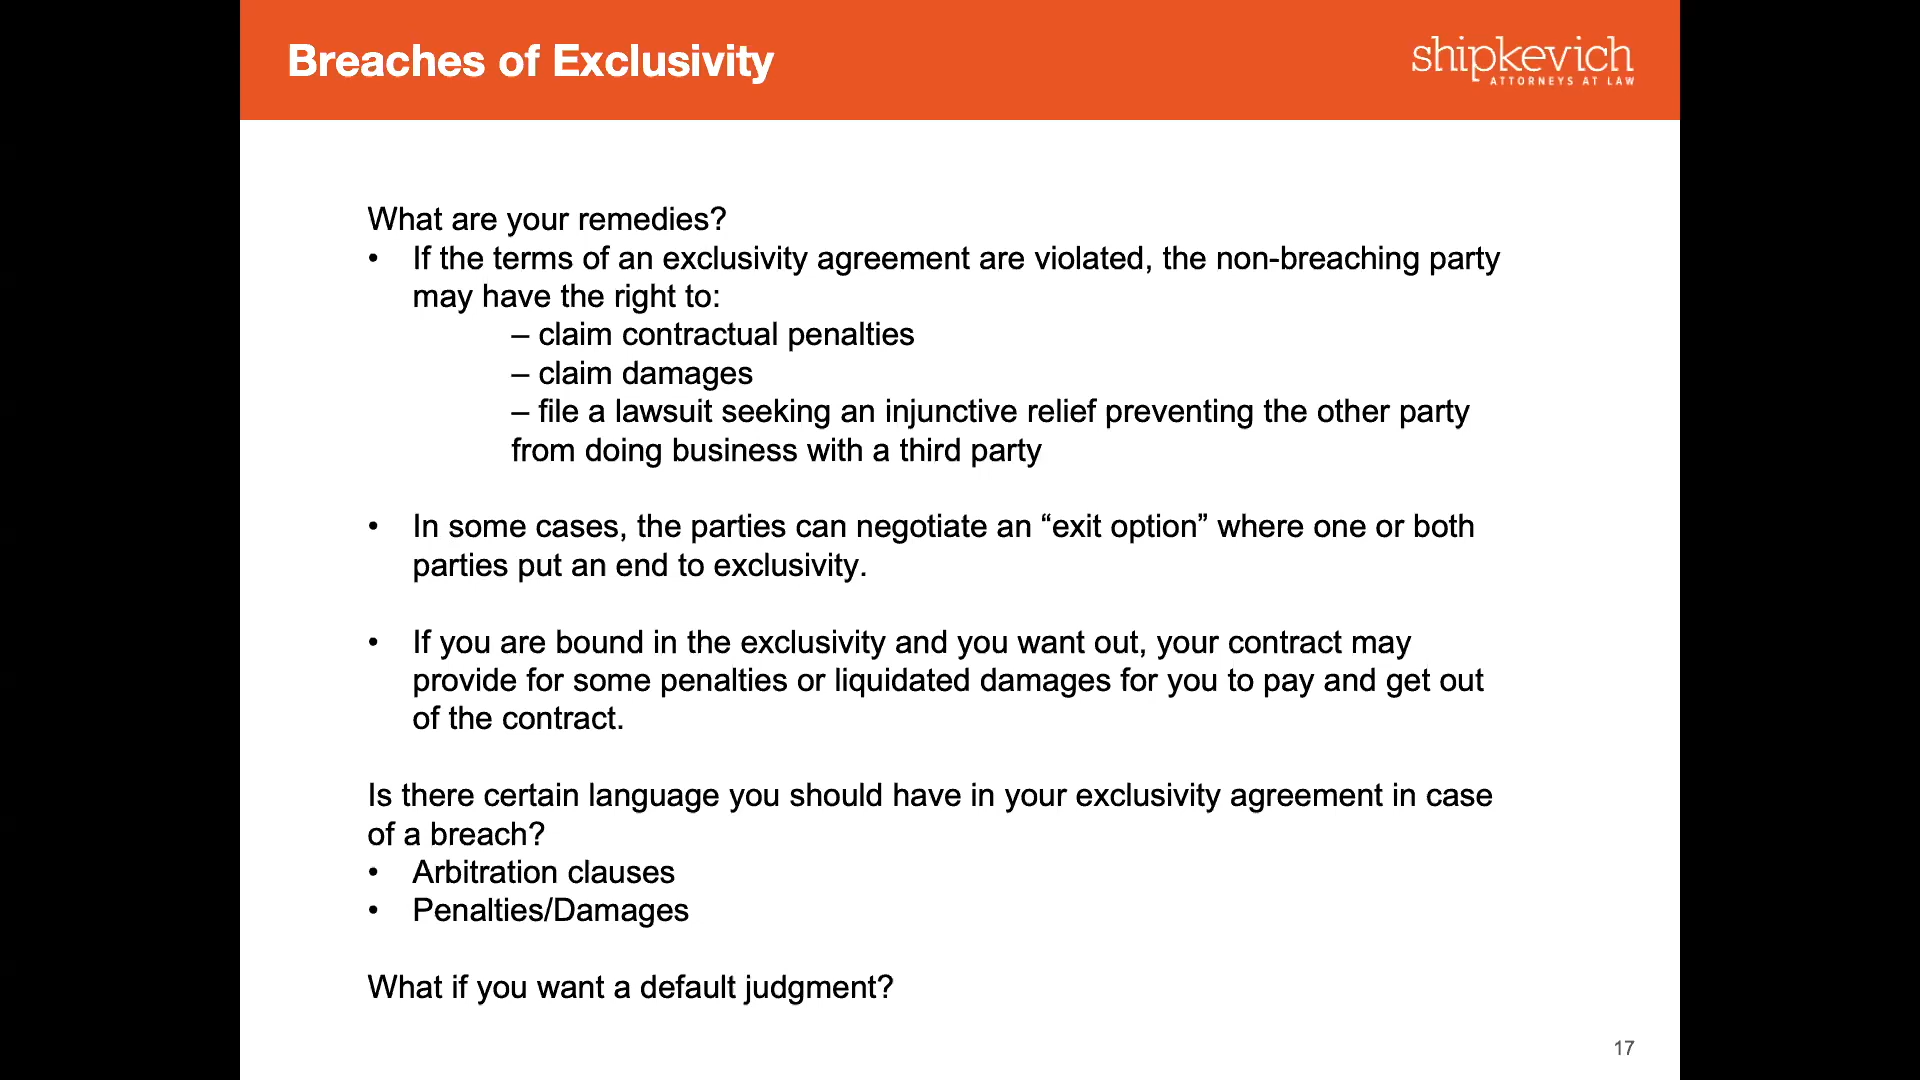 Breaches of Exclusivity
shipkevich
ATTORNEYS AT LAW
What are your remedies?
• If the terms of an exclusivity agreement are violated, the non-breaching party
may have the right to:
– claim contractual penalties
– claim damages
– file a lawsuit seeking an injunctive relief preventing the other party
from doing business with a third party
• In some cases, the parties can negotiate an “exit option” where one or both
parties put an end to exclusivity.
• If you are bound in the exclusivity and you want out, your contract may
provide for some penalties or liquidated damages for you to pay and get out
of the contract.
Is there certain language you should have in your exclusivity agreement in case
of a breach?
• Arbitration clauses
• Penalties/Damages
What if you want a default judgment?
17